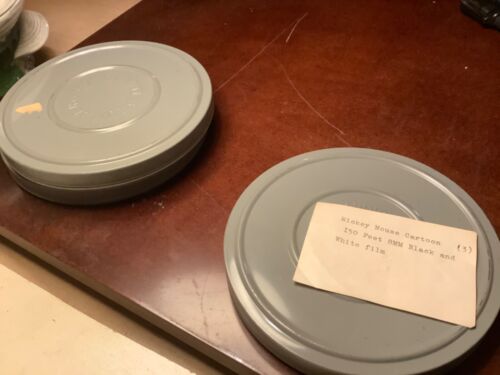 Mickey Mouse Cartoon (3)
150 Feet 8MM Black and
White film